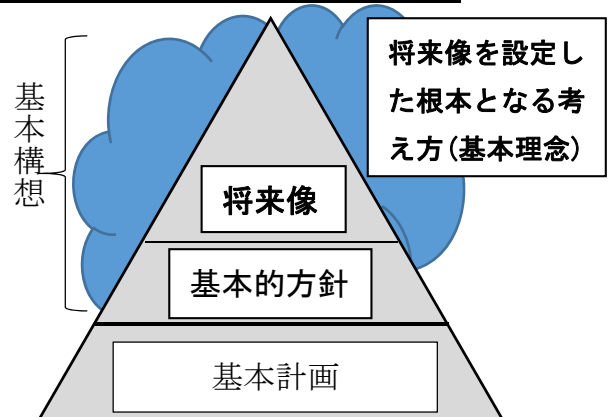 将来像を設定し
た根本となる考
え方(基本理念)
基本構想
将来像
基本的方針
基本計画